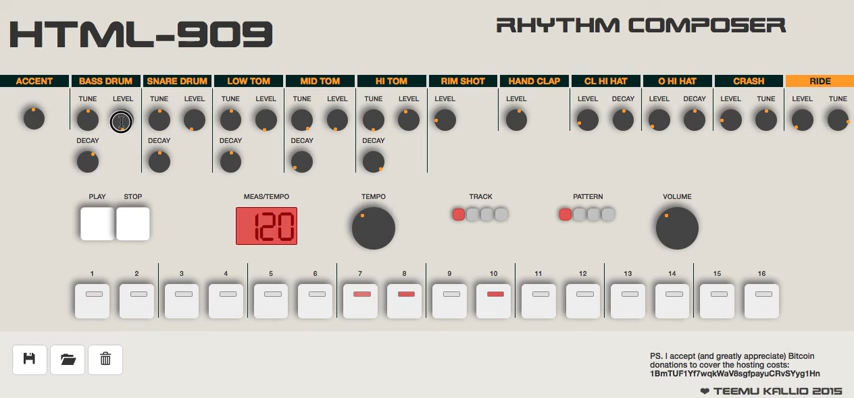 HTML-909
RHYTHM COMPOSER
ACCENT BASS DRUM SNARE DRUM LOW TOM MID TOM HI TOM RIM SHOT HAND CLAP CL HI HAT O HI HAT CRASH RIDE
TUNE LEVEL TUNE LEVEL TUNE LEVEL TUNE LEVEL TUNE LEVEL LEVEL LEVEL LEVEL DECAY LEVEL DECAY LEVEL TUNE LEVEL TUNE
DECAY DECAY DECAY DECAY DECAY
PLAY STOP MEAS/TEMPO TEMPO TRACK PATTERN VOLUME
120
1 2 3 4 5 6 7 8 9 10 11 12 13 14 15 16
PS. I accept (and greatly appreciate) Bitcoin
donations to cover the hosting costs:
1BmTUF1Yf7wqkWaV8sgfpayuCRvSYyg1Hn
❤ TEEMU KALLIO 2015